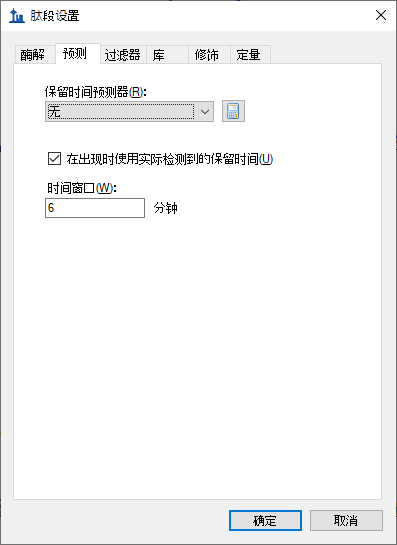 肽段设置
酶解 预测 过滤器 库 修饰 定量
保留时间预测器(R):
无
在出现时使用实际检测到的保留时间(U)
时间窗口(W):
6 分钟
确定 取消